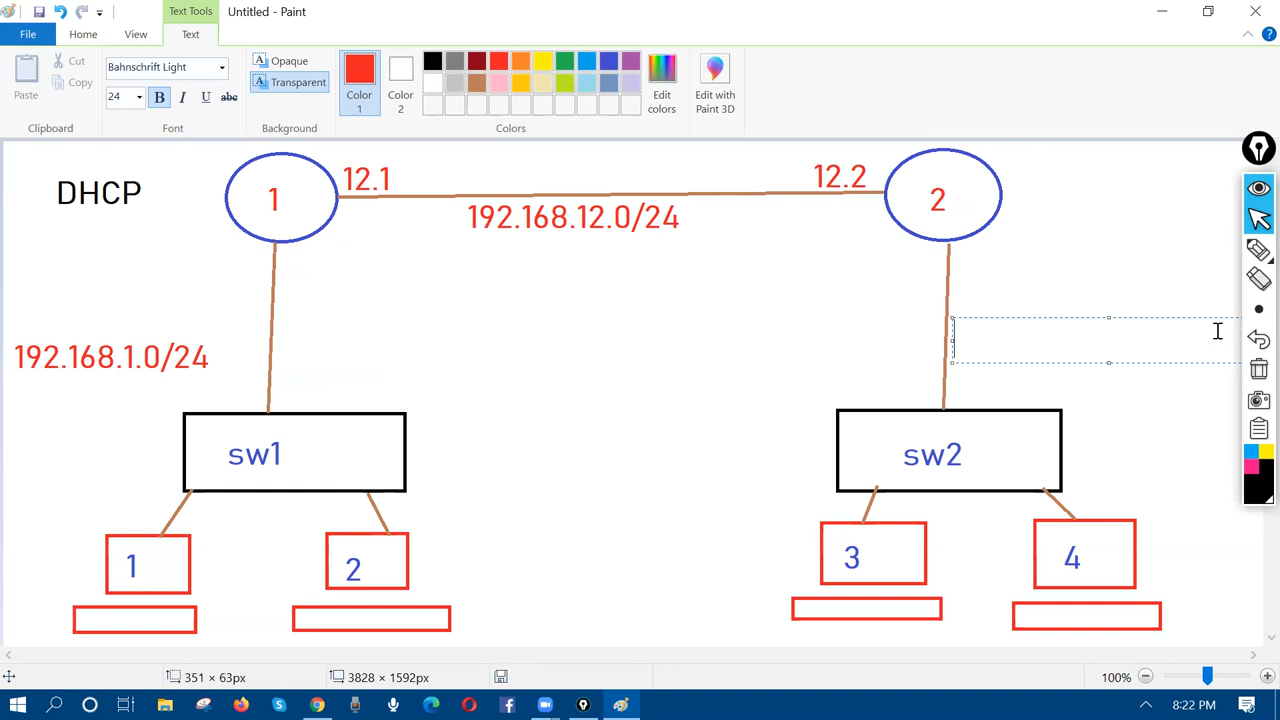 Text Tools
Untitled - Paint
File
Home
View
Text
Paste
Cut
Copy
Clipboard
Bahnschrift Light
24
B
I
U
abc
Font
Opaque
Transparent
Background
Color
1
Color
2
Edit
colors
Edit with
Paint 3D
Colors
DHCP
1
12.1
12.2
2
192.168.12.0/24
192.168.1.0/24
sw1
sw2
1
2
3
4
351 × 63px
3828 × 1592px
100%
8:22 PM